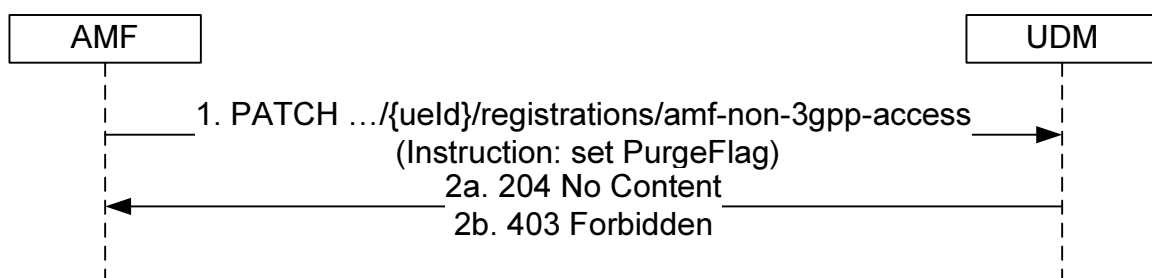 AMF
UDM
1. PATCH …/{ueId}/registrations/amf-non-3gpp-access
(Instruction: set PurgeFlag)
2a. 204 No Content
2b. 403 Forbidden